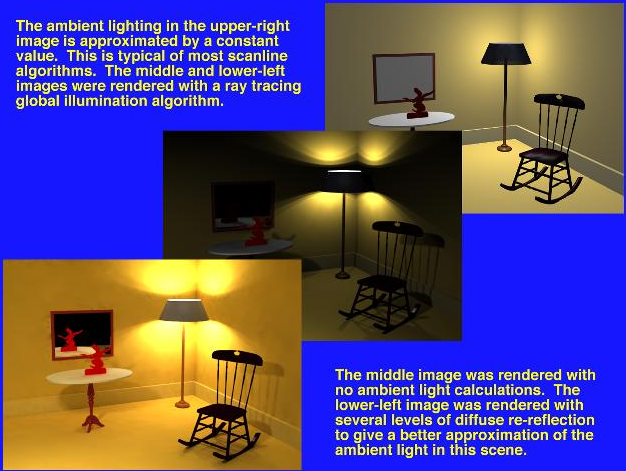 The ambient lighting in the upper-right
image is approximated by a constant
value. This is typical of most scanline
algorithms. The middle and lower-left
images were rendered with a ray tracing
global illumination algorithm.
The middle image was rendered with
no ambient light calculations. The
lower-left image was rendered with
several levels of diffuse re-reflection
to give a better approximation of the
ambient light in this scene.